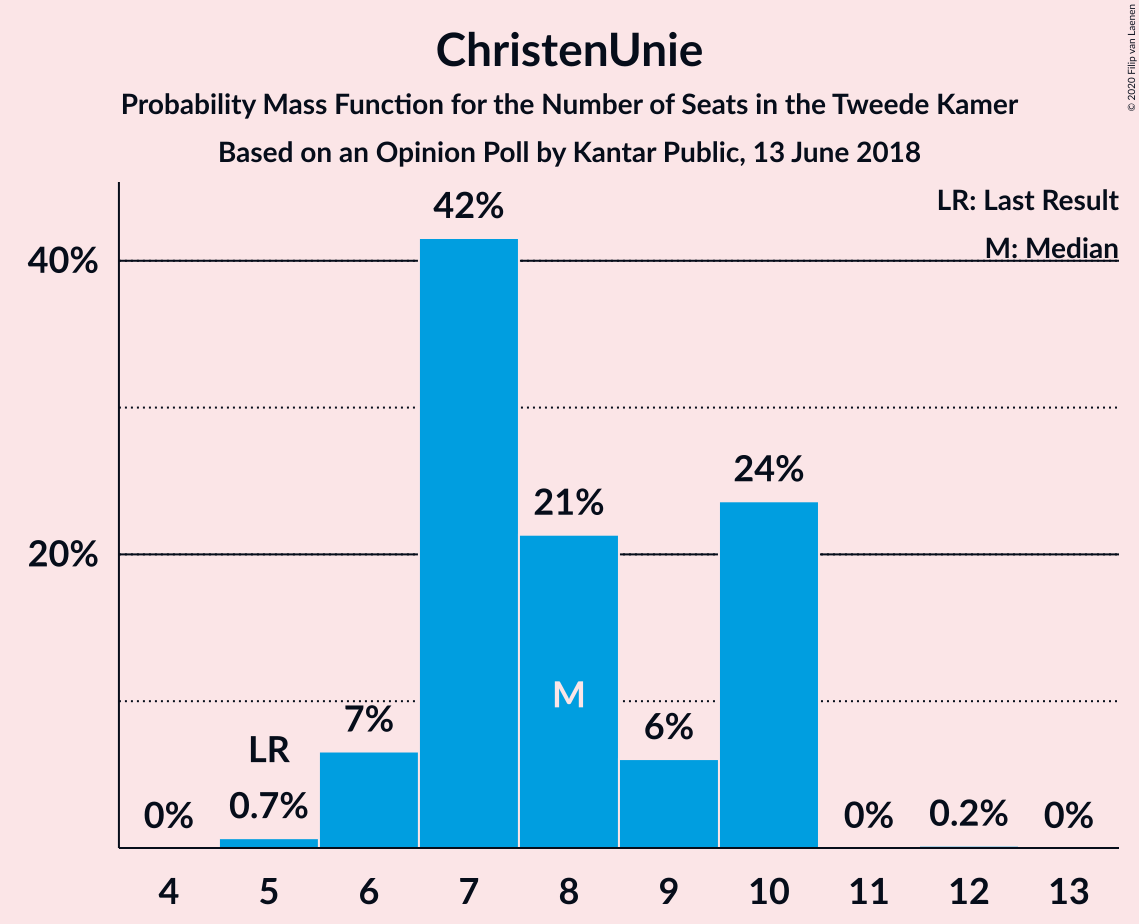 ChristenUnie
Probability Mass Function for the Number of Seats in the Tweede Kamer
Based on an Opinion Poll by Kantar Public, 13 June 2018
© 2020 Filip van Laenen
LR: Last Result
M: Median
40%
20%
0%
LR
0.7%
7%
42%
21%
M
6%
24%
0%
0.2%
0%
4 5 6 7 8 9 10 11 12 13